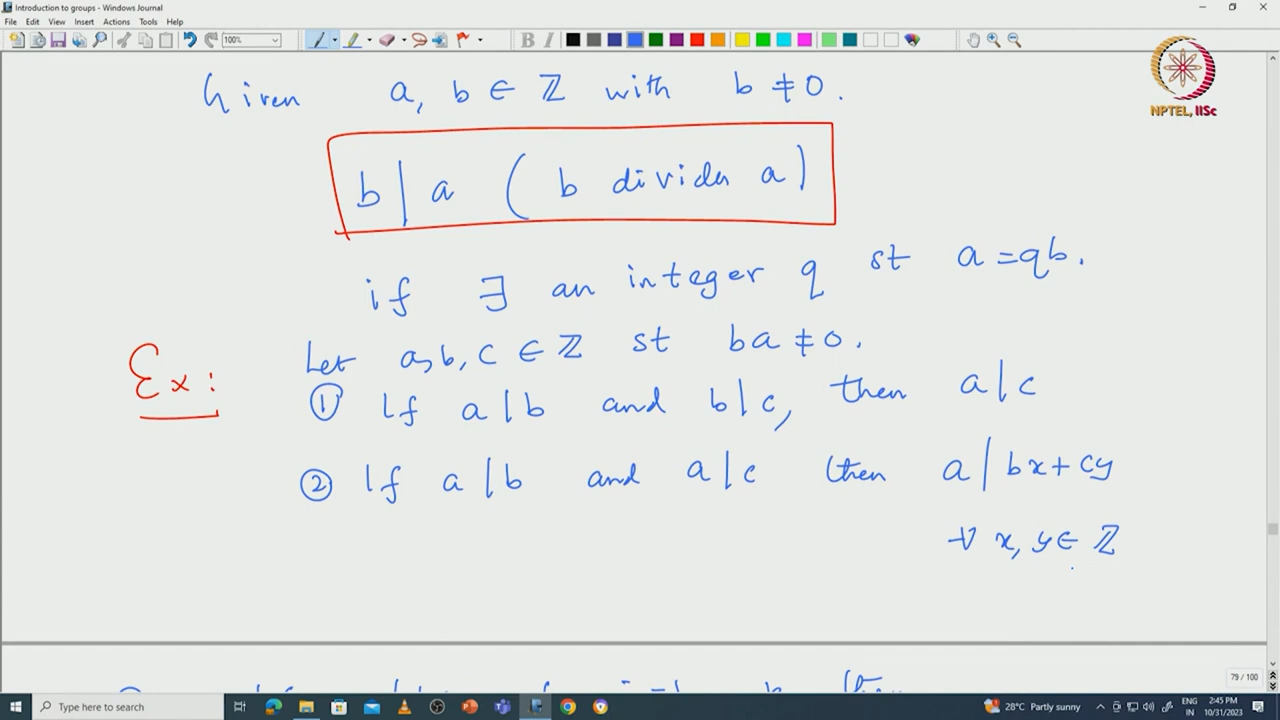 Introduction to groups - Windows Journal
File Edit View Insert Actions Tools Help
100%
NPTEL, IISc
Given a, b ∈ ℤ with b ≠ 0.
b | a ( b divides a )
if ∃ an integer q st a = qb.
Ex: Let a, b, c ∈ ℤ st ba ≠ 0.
① If a | b and b | c, then a | c
② If a | b and a | c then a | bx + cy
∀ x, y ∈ ℤ
79 / 100
Type here to search
28°C Partly sunny
ENG
IN
2:45 PM
10/31/2023